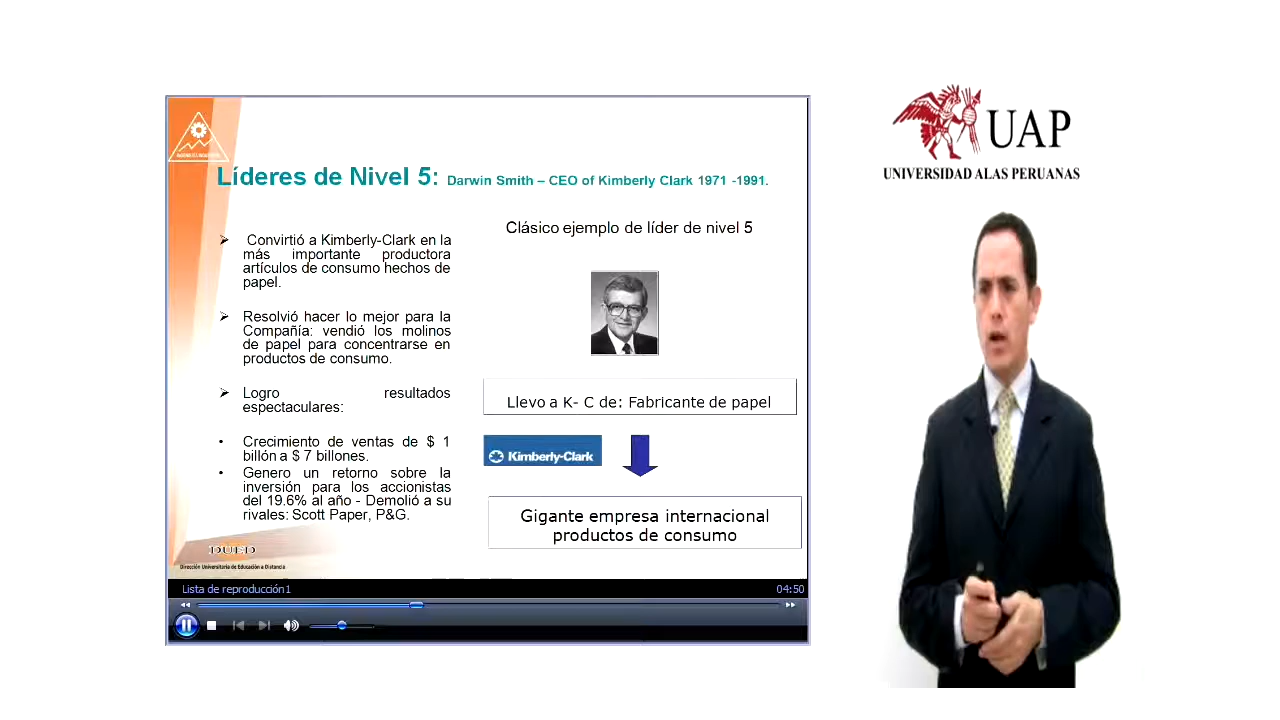 UAP
UNIVERSIDAD ALAS PERUANAS
Líderes de Nivel 5: Darwin Smith – CEO of Kimberly Clark 1971 -1991.
Convirtió a Kimberly-Clark en la
más importante productora
artículos de consumo hechos de
papel.
Resolvió hacer lo mejor para la
Compañía: vendió los molinos
de papel para concentrarse en
productos de consumo.
Logro resultados
espectaculares:
Crecimiento de ventas de $ 1
billón a $ 7 billones.
Genero un retorno sobre la
inversión para los accionistas
del 19.6% al año - Demolió a su
rivales: Scott Paper, P&G.
Clásico ejemplo de líder de nivel 5
Llevo a K- C de: Fabricante de papel
Kimberly-Clark
Gigante empresa internacional
productos de consumo
DUED
Dirección Universitaria de Educación a Distancia
Lista de reproducción1
04:50